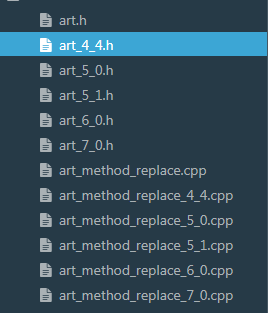 art.h
art_4_4.h
art_5_0.h
art_5_1.h
art_6_0.h
art_7_0.h
art_method_replace.cpp
art_method_replace_4_4.cpp
art_method_replace_5_0.cpp
art_method_replace_5_1.cpp
art_method_replace_6_0.cpp
art_method_replace_7_0.cpp